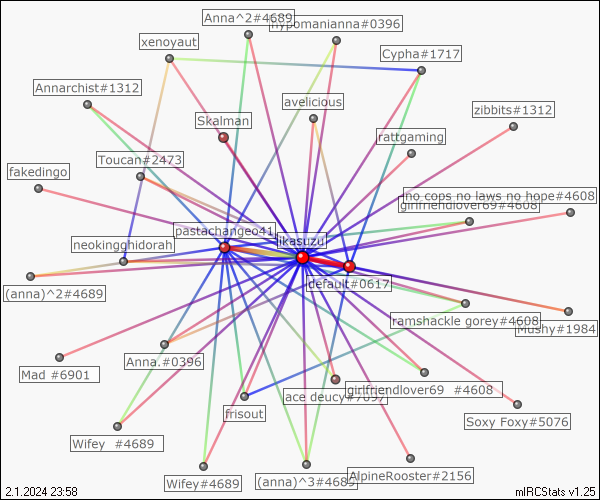 Anna^2#4689
hypomanianna#0396
xenoyaut
Cypha#1717
Annarchist#1312
avelicious
zibbits#1312
Skalman
rattgaming
Toucan#2473
fakedingo
no cops no laws no hope#4608
girlfriendlover69#4608
pastachangeo41
likasuzu
neokingghidorah
default#0617
(anna)^2#4689
ramshackle gorey#4608
Mushy#1984
Anna.#0396
Mad #6901
girlfriendlover69 #4608
ace deucy
frisout
Soxy Foxy#5076
Wifey #4689
AlpineRooster#2156
Wifey#4689
(anna)^3#4689
2.1.2024 23:58
mIRCStats v1.25